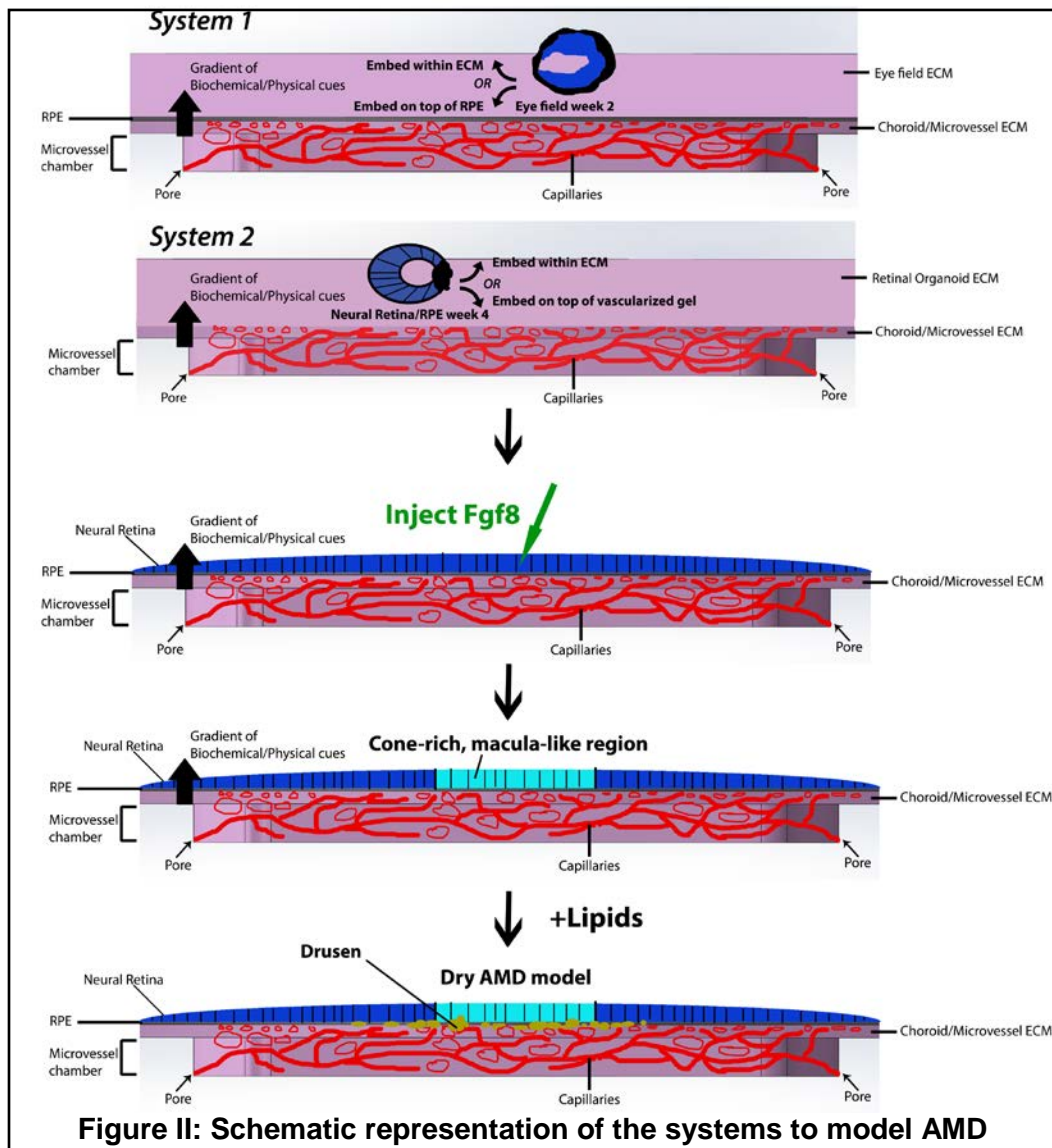 System 1
Gradient of
Biochemical/Physical cues
Embed within ECM
OR
Embed on top of RPE
Eye field week 2
Eye field ECM
RPE
Choroid/Microvessel ECM
Microvessel
chamber
Pore
Capillaries
Pore
System 2
Gradient of
Biochemical/Physical cues
Embed within ECM
OR
Embed on top of vascularized gel
Neural Retina/RPE week 4
Retinal Organoid ECM
Choroid/Microvessel ECM
Microvessel
chamber
Pore
Capillaries
Pore
Inject Fgf8
Neural Retina
Gradient of
Biochemical/Physical cues
RPE
Choroid/Microvessel ECM
Microvessel
chamber
Pore
Capillaries
Pore
Neural Retina
Gradient of
Biochemical/Physical cues
Cone-rich, macula-like region
RPE
Choroid/Microvessel ECM
Microvessel
chamber
Pore
Capillaries
Pore
+Lipids
Drusen
Dry AMD model
Neural Retina
RPE
Choroid/Microvessel ECM
Microvessel
chamber
Pore
Capillaries
Pore
Figure II: Schematic representation of the systems to model AMD